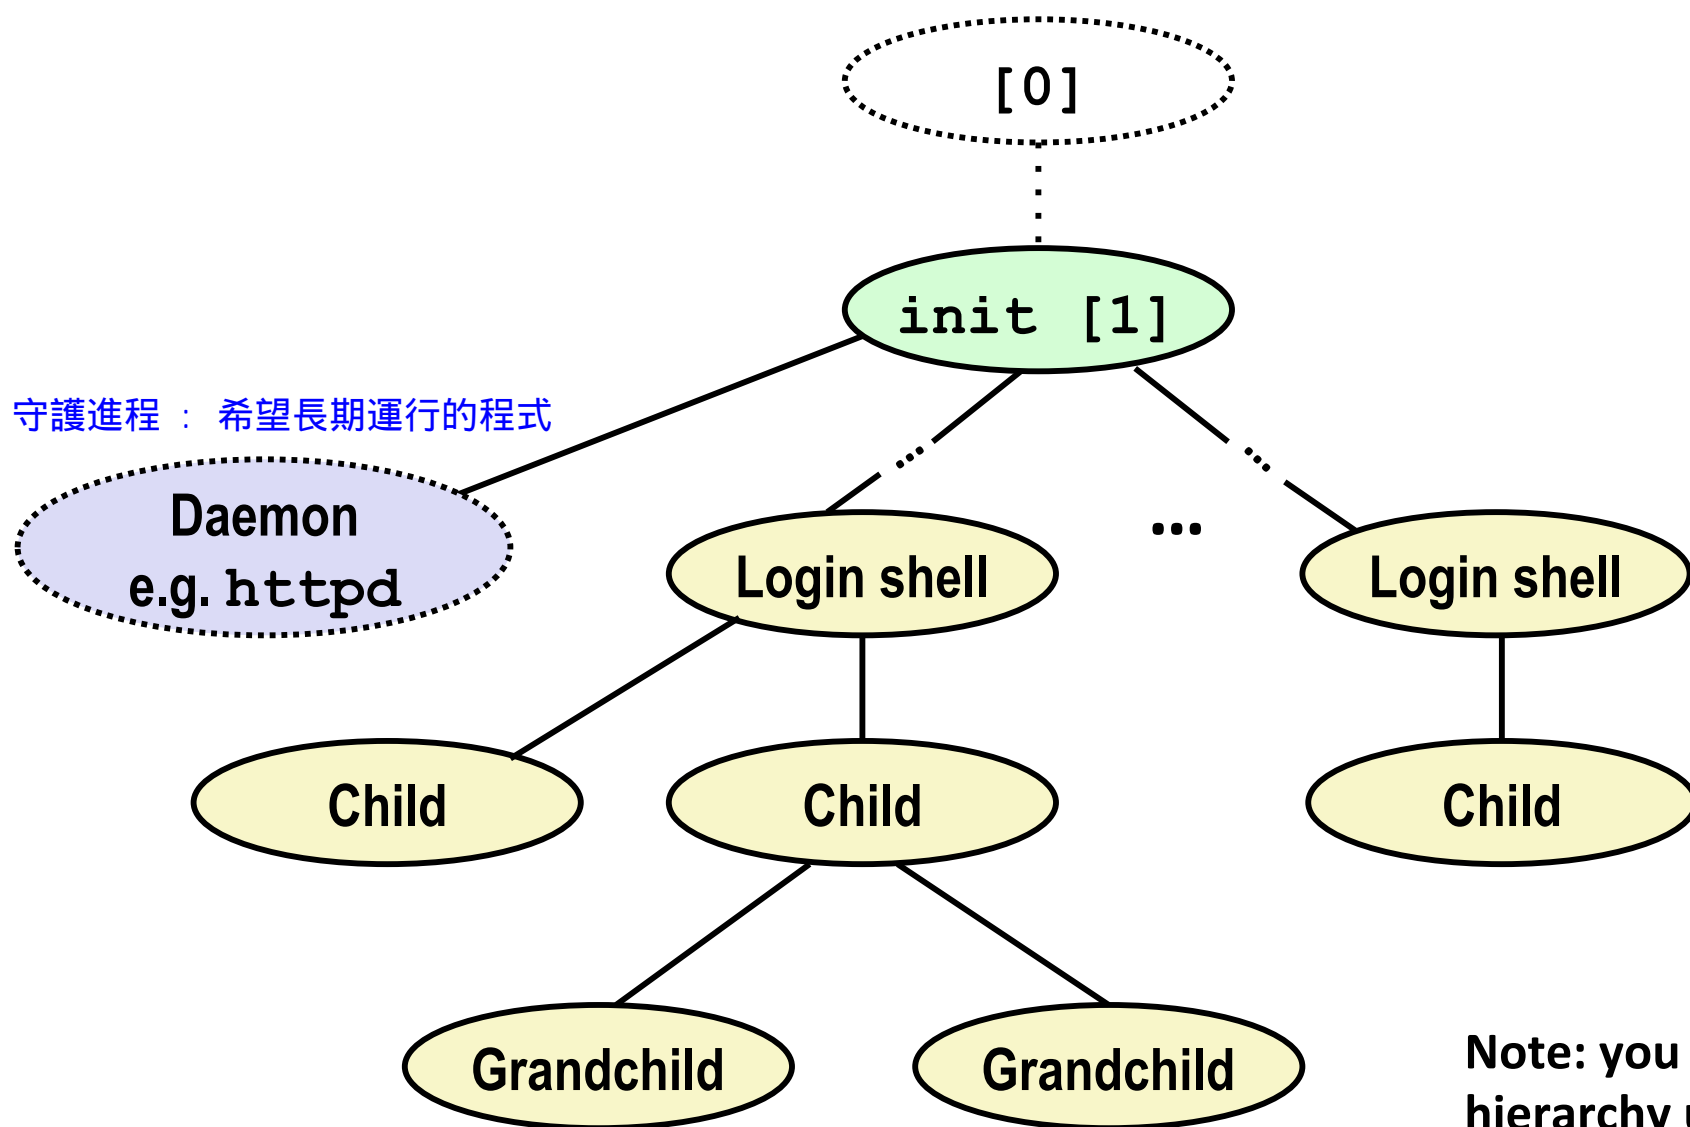 [0]
init [1]
守護進程 : 希望長期運行的程式
Daemon
e.g. httpd
Login shell
...
Login shell
Child
Child
Child
Grandchild
Grandchild
Note: you
hierarchy